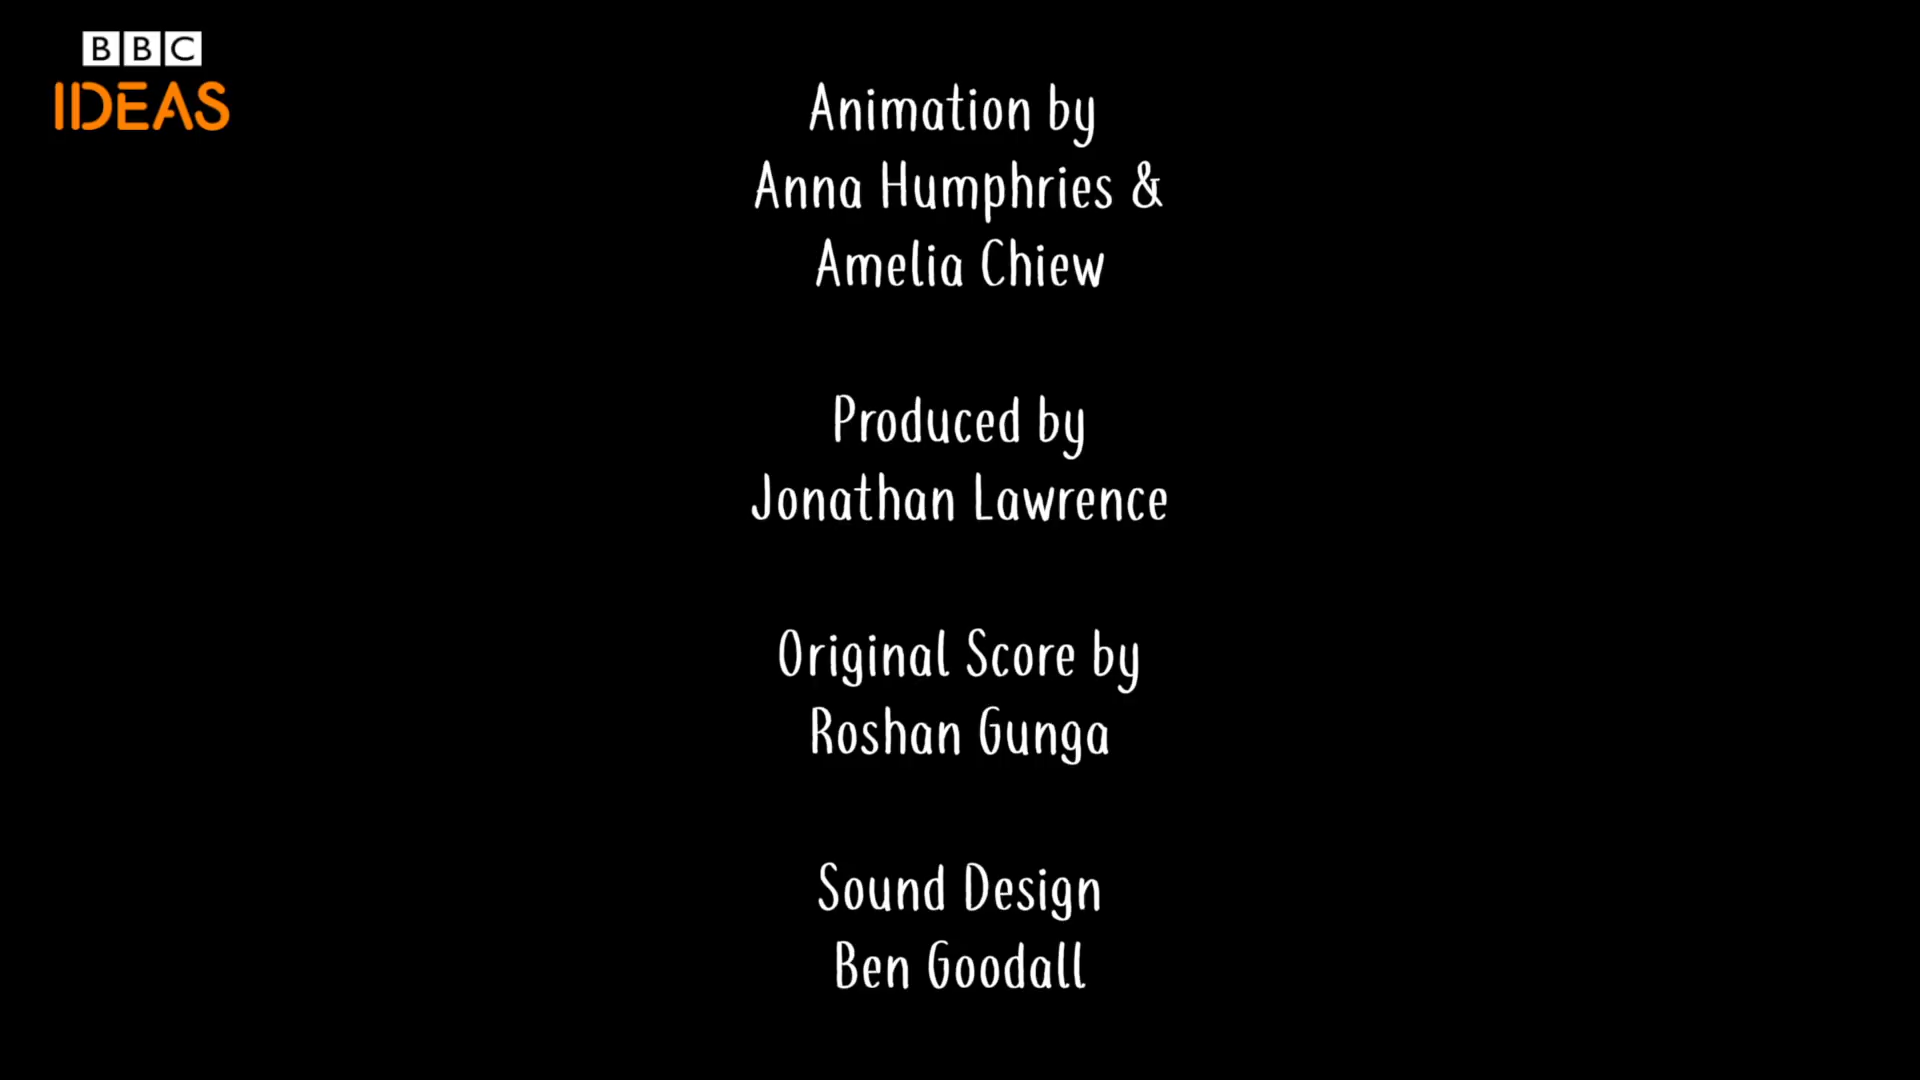 BBC
IDEAS
Animation by
Anna Humphries &
Amelia Chiew
Produced by
Jonathan Lawrence
Original Score by
Roshan Gunga
Sound Design
Ben Goodall